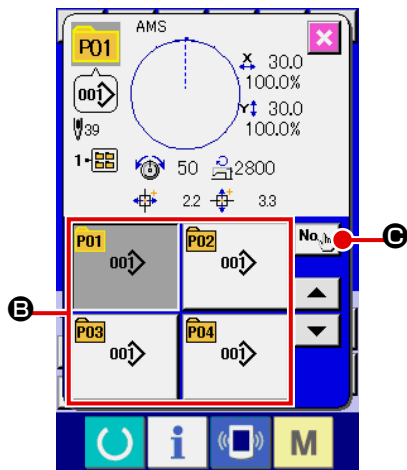 AMS
P01
X 30.0
100.0%
001
Y 30.0
100.0%
39
1-
50 2800
2.2 3.3
P01 P02
No.
001 001
C
B
P03 P04
001 001
i M